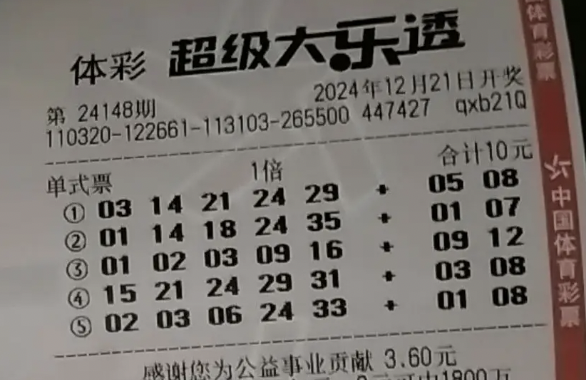 体彩 超级大乐透
第 24148期 2024年12月21日开奖
110320-122661-113103-265500 447427 qxb21Q
单式票 1倍 合计10元
① 03 14 21 24 29 + 05 08
② 01 14 18 24 35 + 01 07
③ 01 02 03 09 16 + 09 12
④ 15 21 24 29 31 + 03 08
⑤ 02 03 06 24 33 + 01 08
感谢您为公益事业贡献 3.60元
元可中1800万
体育彩票
中国体育彩票